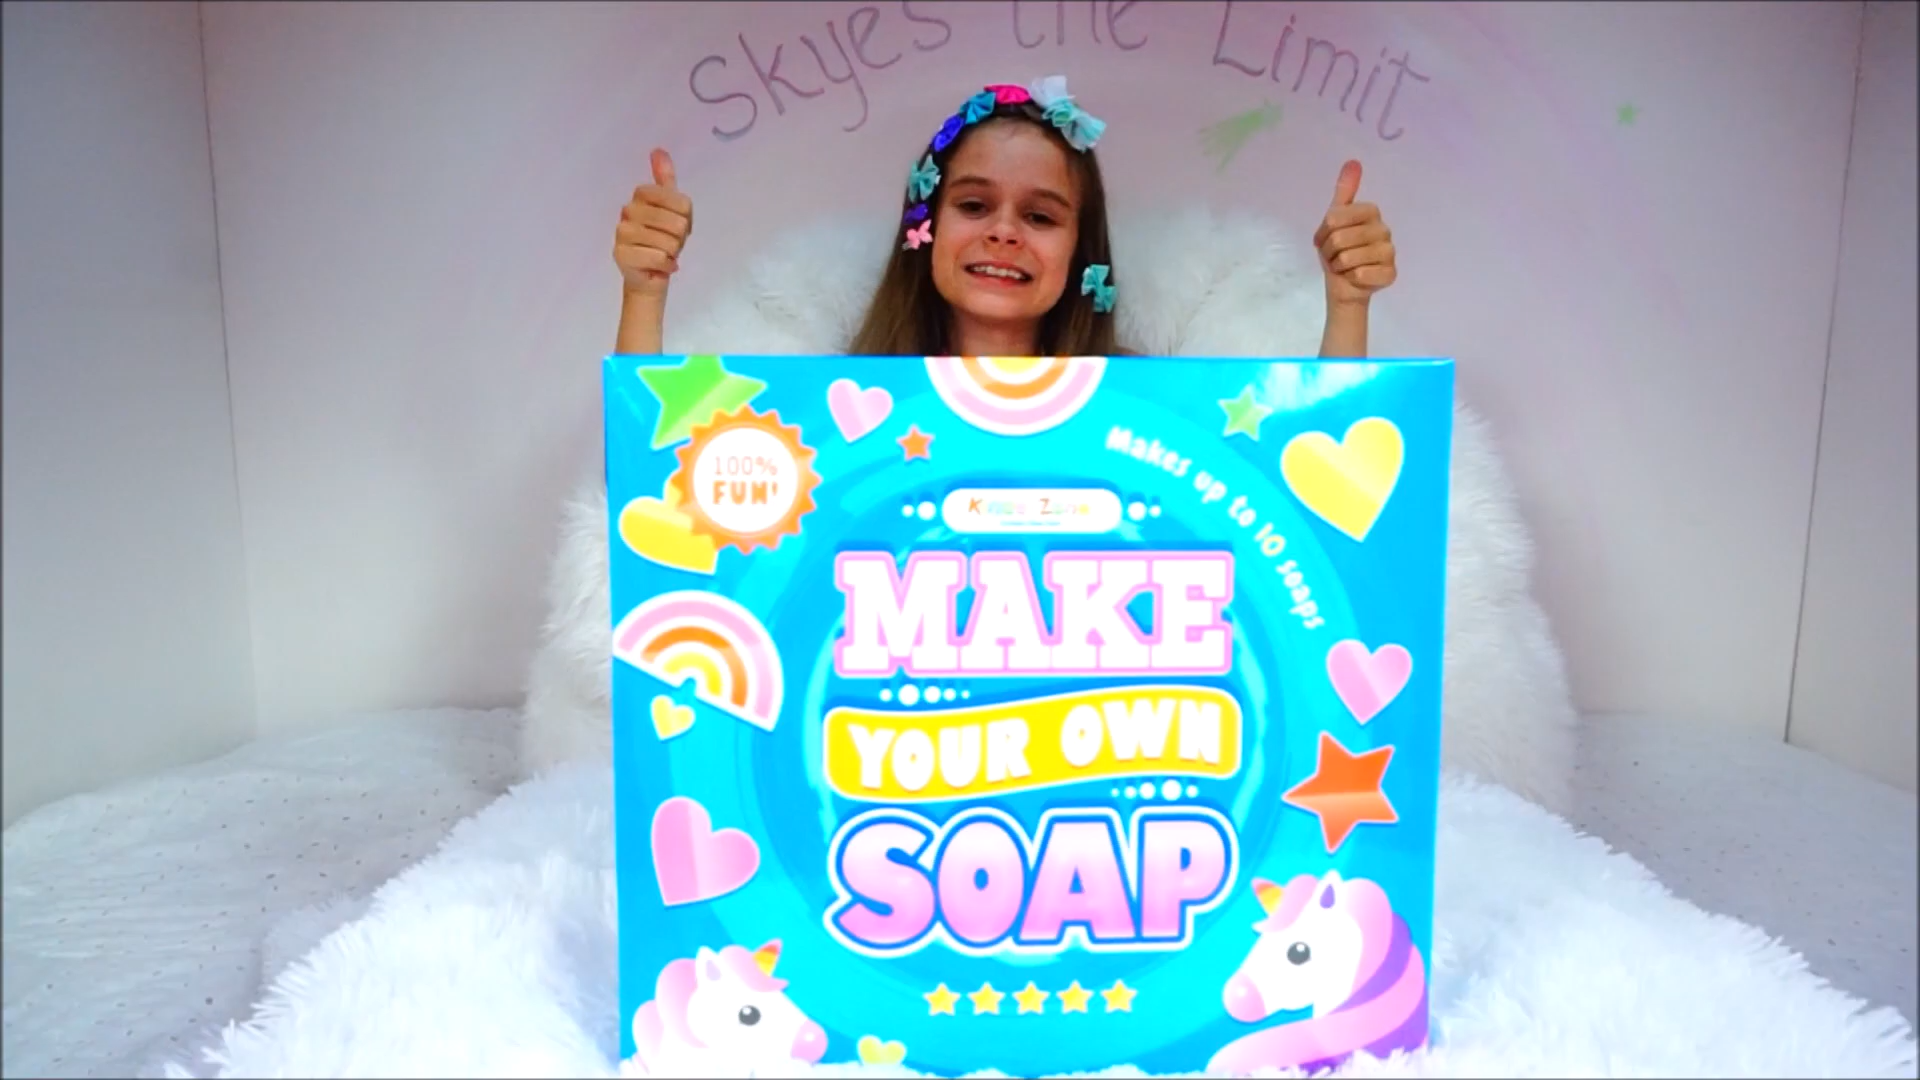 Skyes the Limit
100%
FUN!
Makes up to 10 soaps
MAKE
YOUR OWN
SOAP